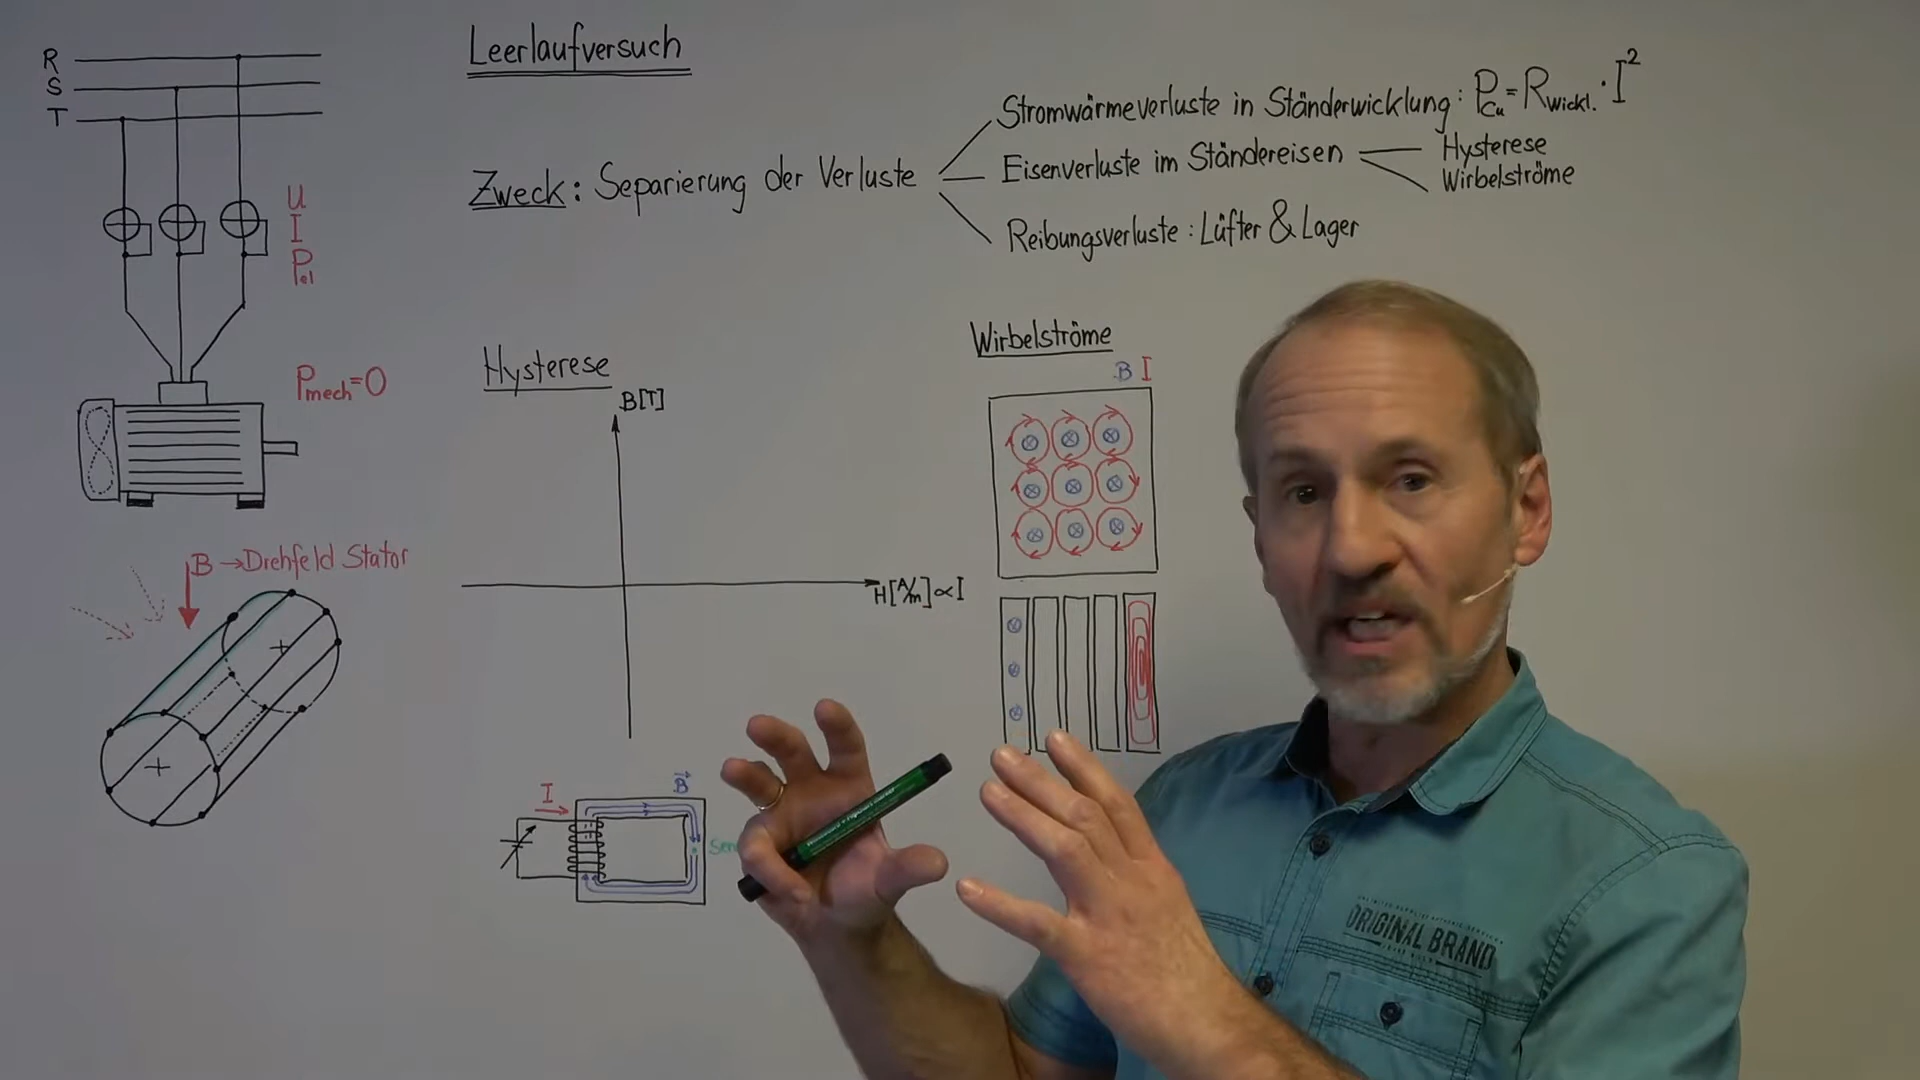 Leerlaufversuch
R
S
T
U
I
Pel
Pmech=0
Zweck: Separierung der Verluste
Stromwärmeverluste in Ständerwicklung: PCu=RWickl.·I²
Eisenverluste im Ständereisen
Hysterese
Wirbelströme
Reibungsverluste: Lüfter & Lager
B→Drehfeld Stator
Hysterese
B[T]
H[A/m]∝I
I
B
Wirbelströme
B I
ORIGINAL BRAND